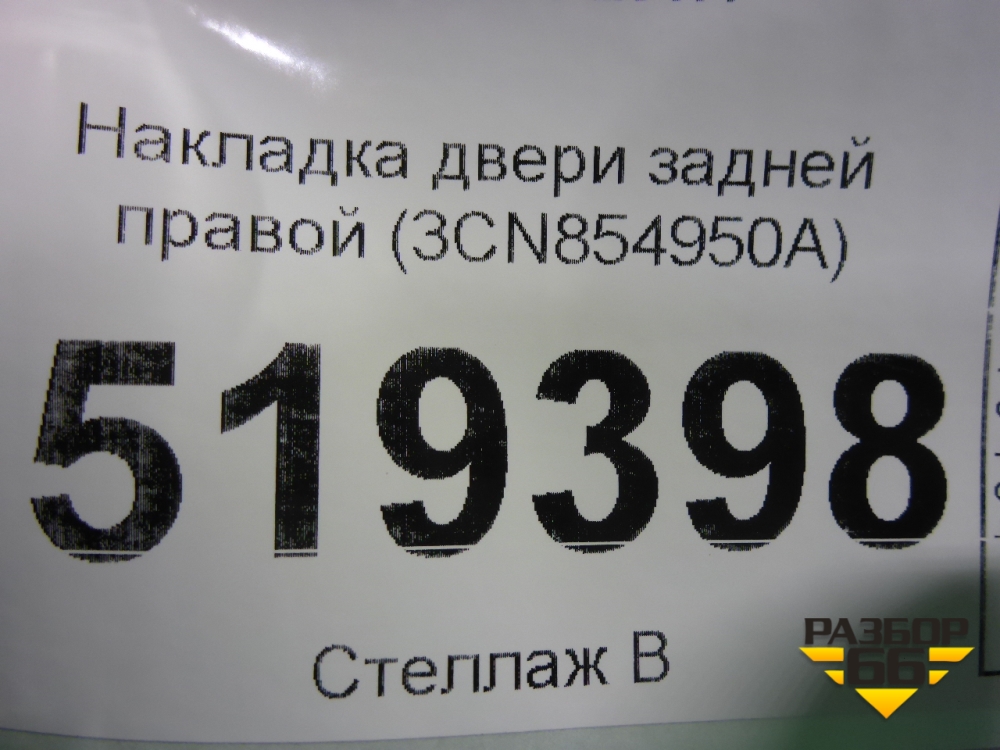 Накладка двери задней
правой (3CN854950A)
519398
Стеллаж В
РАЗБОР
66